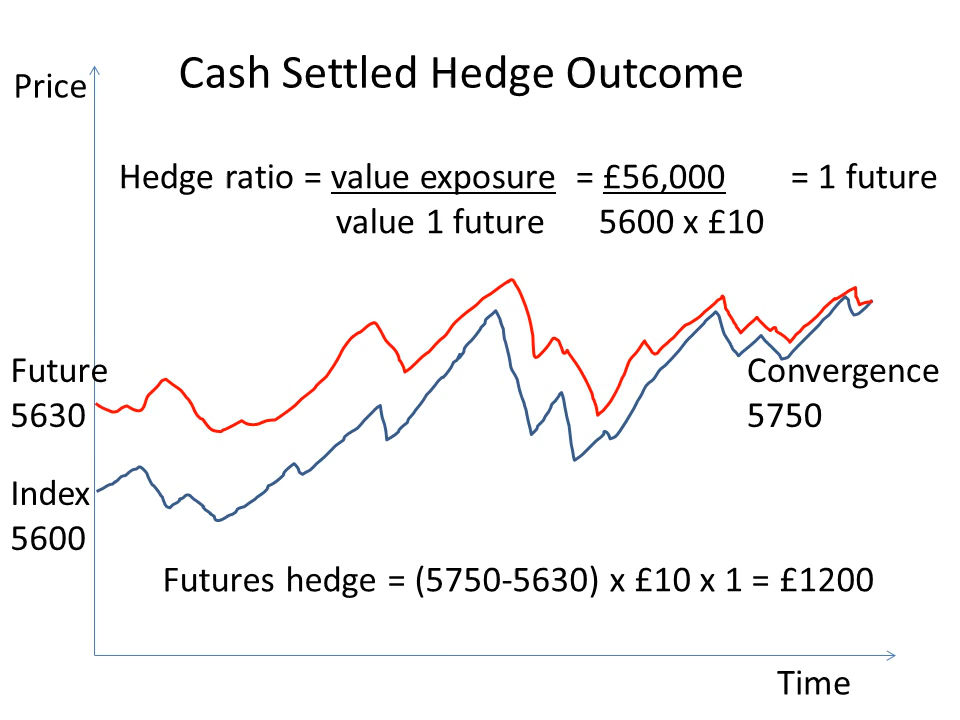 Cash Settled Hedge Outcome
Price
Hedge ratio = value exposure = £56,000 = 1 future
value 1 future 5600 x £10
Future
5630
Convergence
5750
Index
5600
Futures hedge = (5750-5630) x £10 x 1 = £1200
Time